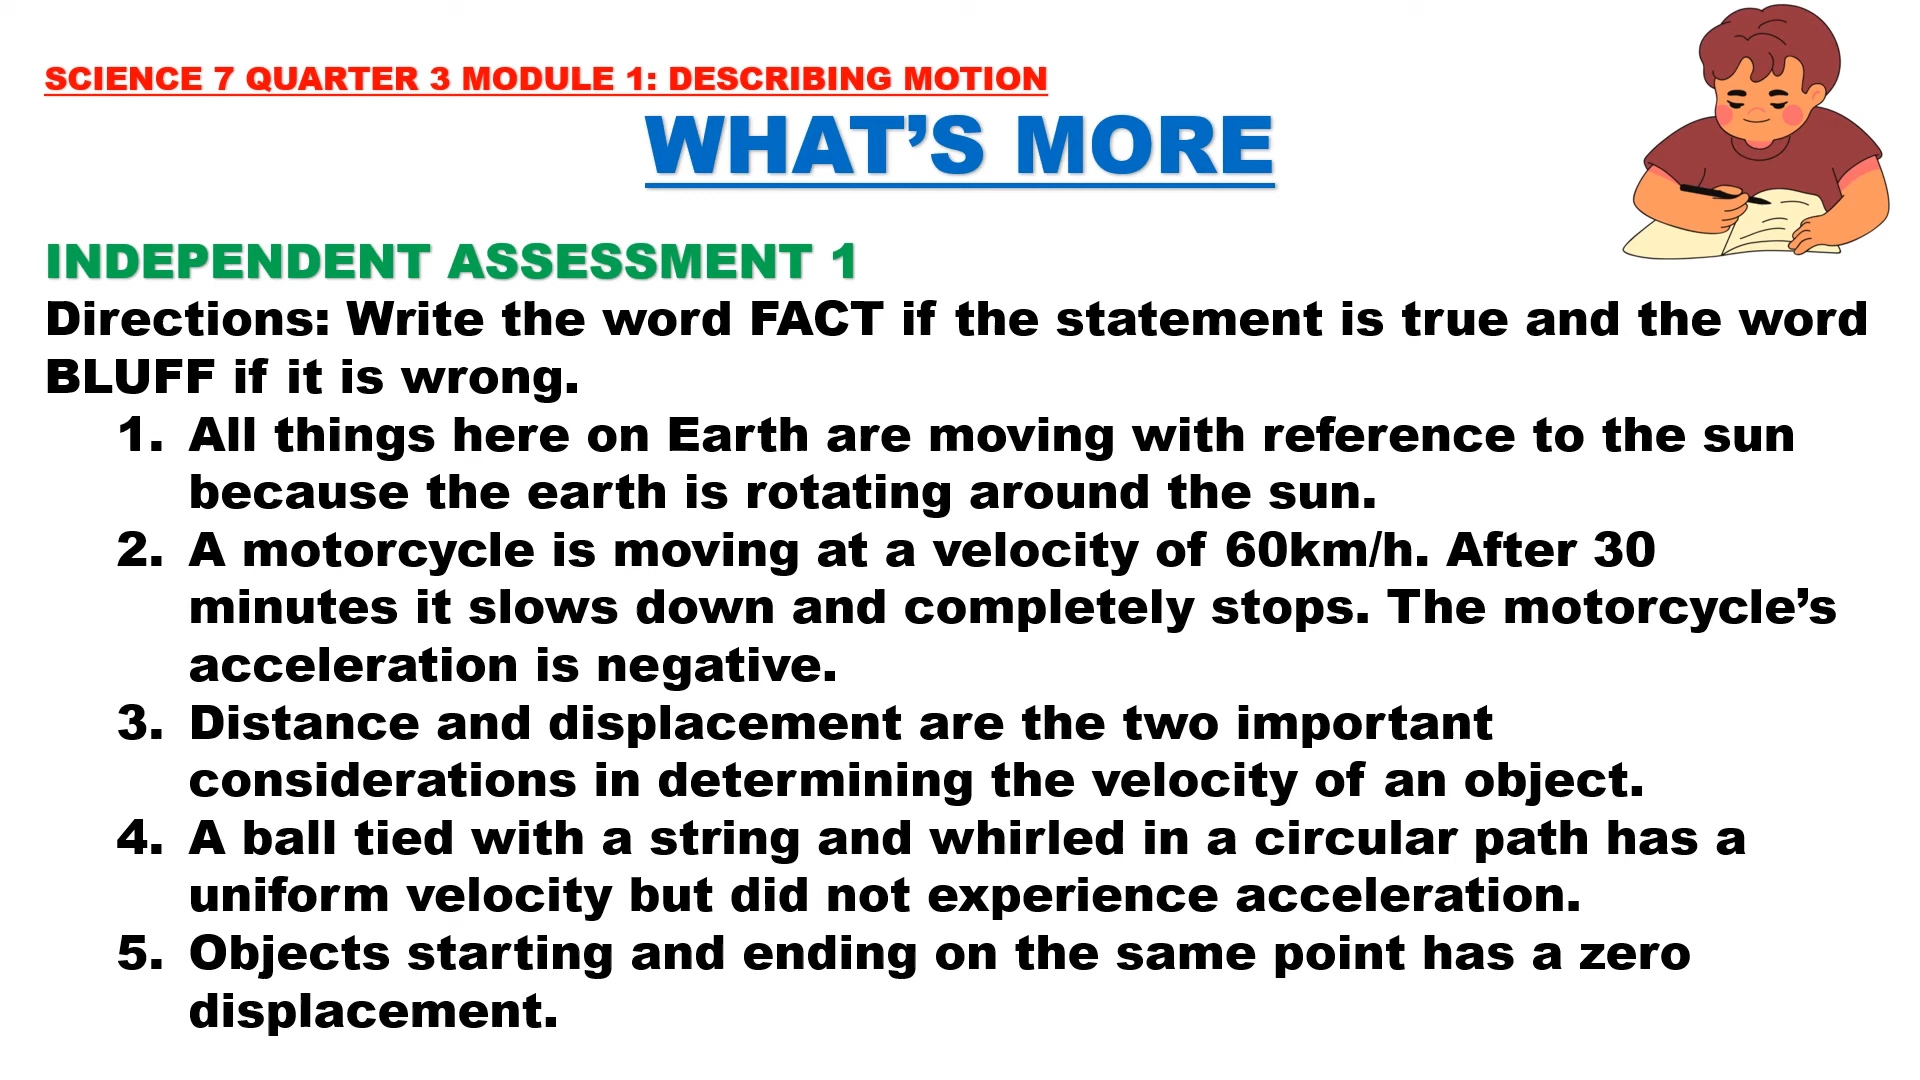 SCIENCE 7 QUARTER 3 MODULE 1: DESCRIBING MOTION
WHAT’S MORE
INDEPENDENT ASSESSMENT 1
Directions: Write the word FACT if the statement is true and the word
BLUFF if it is wrong.
1. All things here on Earth are moving with reference to the sun
because the earth is rotating around the sun.
2. A motorcycle is moving at a velocity of 60km/h. After 30
minutes it slows down and completely stops. The motorcycle’s
acceleration is negative.
3. Distance and displacement are the two important
considerations in determining the velocity of an object.
4. A ball tied with a string and whirled in a circular path has a
uniform velocity but did not experience acceleration.
5. Objects starting and ending on the same point has a zero
displacement.